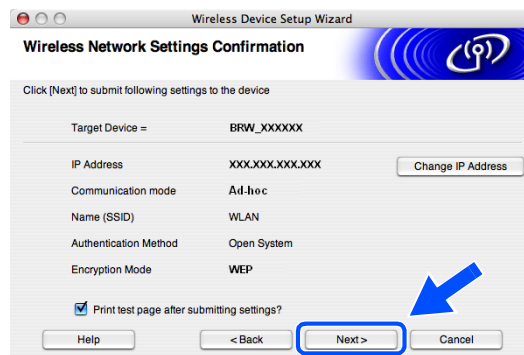 Wireless Device Setup Wizard
Wireless Network Settings Confirmation
Click [Next] to submit following settings to the device
Target Device = BRW_XXXXXX
IP Address XXX.XXX.XXX.XXX Change IP Address
Communication mode Ad-hoc
Name (SSID) WLAN
Authentication Method Open System
Encryption Mode WEP
Print test page after submitting settings?
Help < Back Next > Cancel